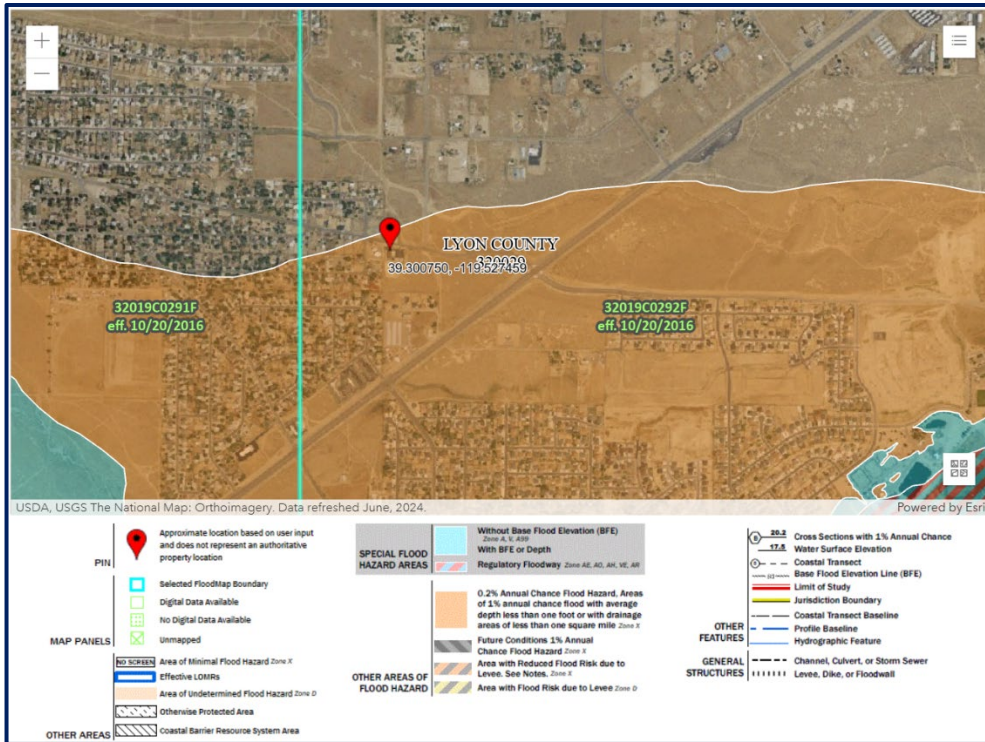 LYON COUNTY
320029
39.300750, -119.527459
32019C0291F
eff. 10/20/2016
32019C0292F
eff. 10/20/2016
USDA, USGS The National Map: Orthoimagery. Data refreshed June, 2024.
Powered by Esri
PIN
Approximate location based on user input
and does not represent an authoritative
property location
MAP PANELS
Selected FloodMap Boundary
Digital Data Available
No Digital Data Available
Unmapped
OTHER AREAS
NO SCREEN Area of Minimal Flood Hazard Zone X
Effective LOMRs
Area of Undetermined Flood Hazard Zone D
Otherwise Protected Area
Coastal Barrier Resource System Area
SPECIAL FLOOD
HAZARD AREAS
Without Base Flood Elevation (BFE)
Zone A, V, A99
With BFE or Depth
Regulatory Floodway Zone AE, AO, AH, VE, AR
OTHER AREAS OF
FLOOD HAZARD
0.2% Annual Chance Flood Hazard, Areas
of 1% annual chance flood with average
depth less than one foot or with drainage
areas of less than one square mile Zone X
Future Conditions 1% Annual
Chance Flood Hazard Zone X
Area with Reduced Flood Risk due to
Levee. See Notes. Zone X
Area with Flood Risk due to Levee Zone D
OTHER
FEATURES
20.2 Cross Sections with 1% Annual Chance
17.5 Water Surface Elevation
Coastal Transect
Base Flood Elevation Line (BFE)
Limit of Study
Jurisdiction Boundary
Coastal Transect Baseline
Profile Baseline
Hydrographic Feature
GENERAL
STRUCTURES
Channel, Culvert, or Storm Sewer
Levee, Dike, or Floodwall